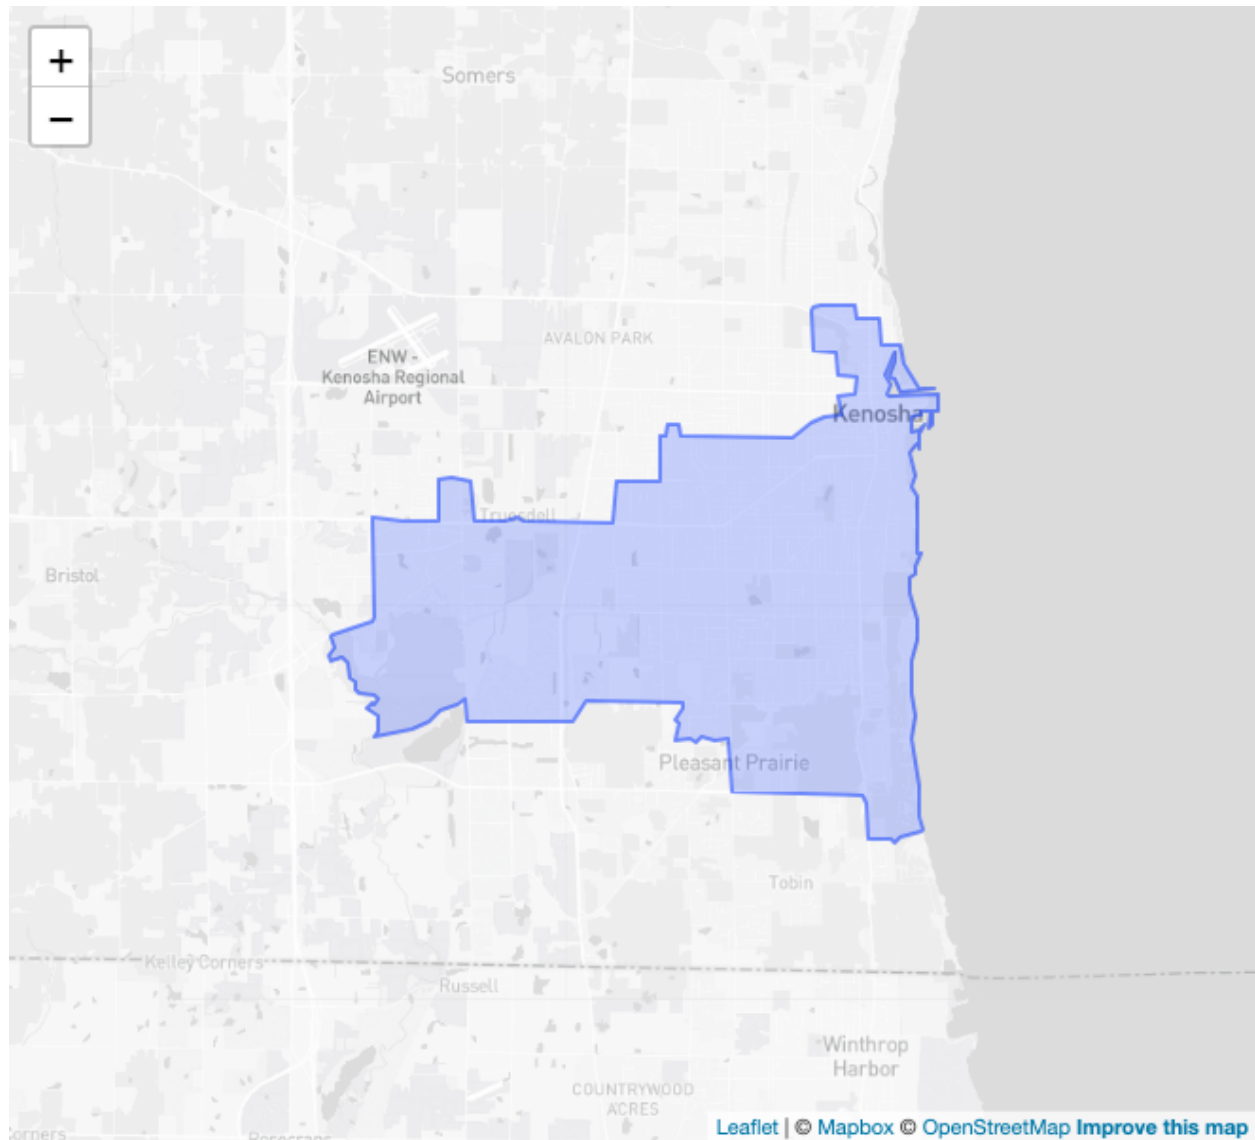 +
−
Somers
AVALON PARK
ENW -
Kenosha Regional
Airport
Kenosha
Truesdell
Bristol
Pleasant Prairie
Tobin
Kelley Corners
Russell
Winthrop
Harbor
COUNTRYWOOD
ACRES
Leaflet | © Mapbox © OpenStreetMap Improve this map